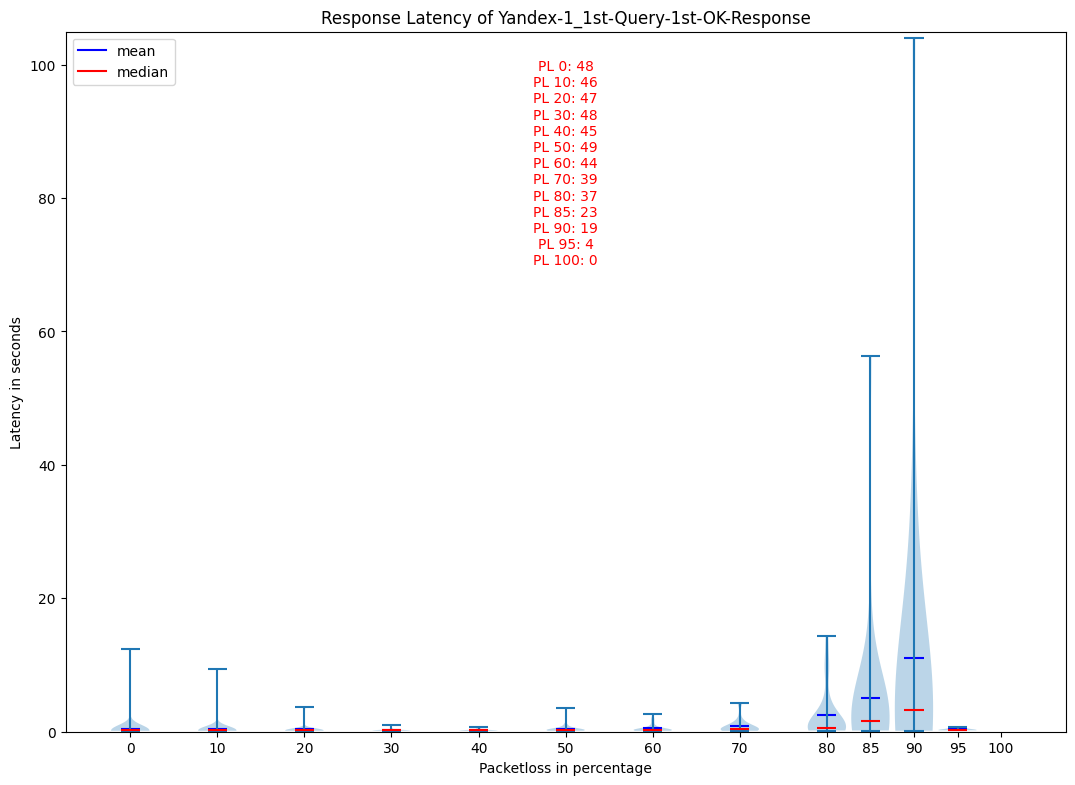 Response Latency of Yandex-1_1st-Query-1st-OK-Response
mean
median
PL 0: 48
PL 10: 46
PL 20: 47
PL 30: 48
PL 40: 45
PL 50: 49
PL 60: 44
PL 70: 39
PL 80: 37
PL 85: 23
PL 90: 19
PL 95: 4
PL 100: 0
Latency in seconds
100
80
60
40
20
0
0 10 20 30 40 50 60 70 80 85 90 95 100
Packetloss in percentage